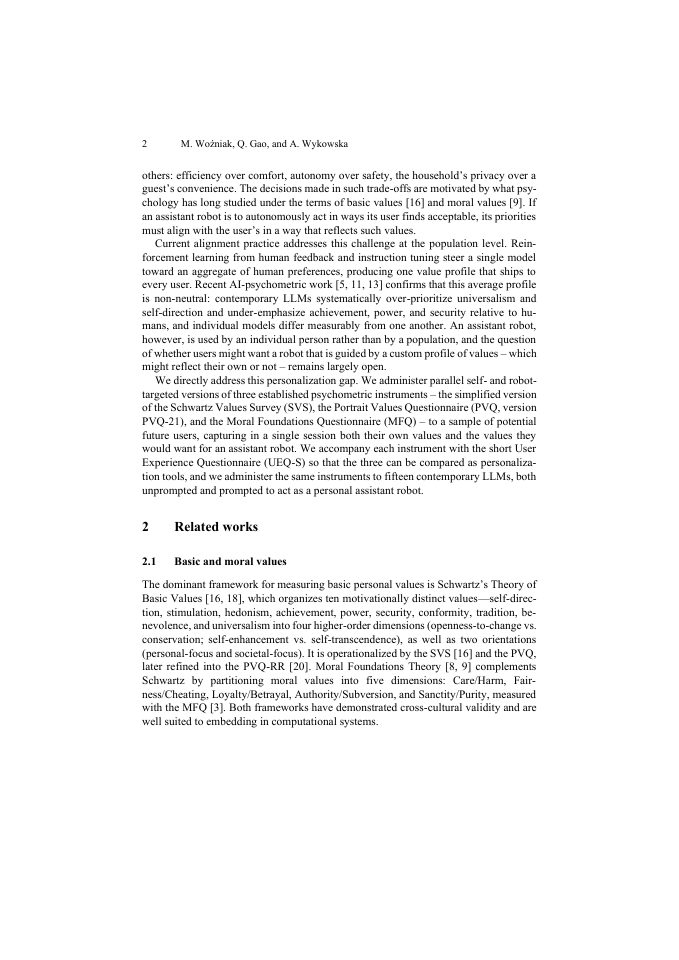 2 M. Woźniak, Q. Gao, and A. Wykowska
others: efficiency over comfort, autonomy over safety, the household's privacy over a
guest's convenience. The decisions made in such trade-offs are motivated by what psy-
chology has long studied under the terms of basic values [16] and moral values [9]. If
an assistant robot is to autonomously act in ways its user finds acceptable, its priorities
must align with the user's in a way that reflects such values.
Current alignment practice addresses this challenge at the population level. Rein-
forcement learning from human feedback and instruction tuning steer a single model
toward an aggregate of human preferences, producing one value profile that ships to
every user. Recent AI-psychometric work [5, 11, 13] confirms that this average profile
is non-neutral: contemporary LLMs systematically over-prioritize universalism and
self-direction and under-emphasize achievement, power, and security relative to hu-
mans, and individual models differ measurably from one another. An assistant robot,
however, is used by an individual person rather than by a population, and the question
of whether users might want a robot that is guided by a custom profile of values – which
might reflect their own or not – remains largely open.
We directly address this personalization gap. We administer parallel self- and robot-
targeted versions of three established psychometric instruments – the simplified version
of the Schwartz Values Survey (SVS), the Portrait Values Questionnaire (PVQ, version
PVQ-21), and the Moral Foundations Questionnaire (MFQ) – to a sample of potential
future users, capturing in a single session both their own values and the values they
would want for an assistant robot. We accompany each instrument with the short User
Experience Questionnaire (UEQ-S) so that the three can be compared as personaliza-
tion tools, and we administer the same instruments to fifteen contemporary LLMs, both
unprompted and prompted to act as a personal assistant robot.
2 Related works
2.1 Basic and moral values
The dominant framework for measuring basic personal values is Schwartz's Theory of
Basic Values [16, 18], which organizes ten motivationally distinct values—self-direc-
tion, stimulation, hedonism, achievement, power, security, conformity, tradition, be-
nevolence, and universalism into four higher-order dimensions (openness-to-change vs.
conservation; self-enhancement vs. self-transcendence), as well as two orientations
(personal-focus and societal-focus). It is operationalized by the SVS [16] and the PVQ,
later refined into the PVQ-RR [20]. Moral Foundations Theory [8, 9] complements
Schwartz by partitioning moral values into five dimensions: Care/Harm, Fair-
ness/Cheating, Loyalty/Betrayal, Authority/Subversion, and Sanctity/Purity, measured
with the MFQ [3]. Both frameworks have demonstrated cross-cultural validity and are
well suited to embedding in computational systems.